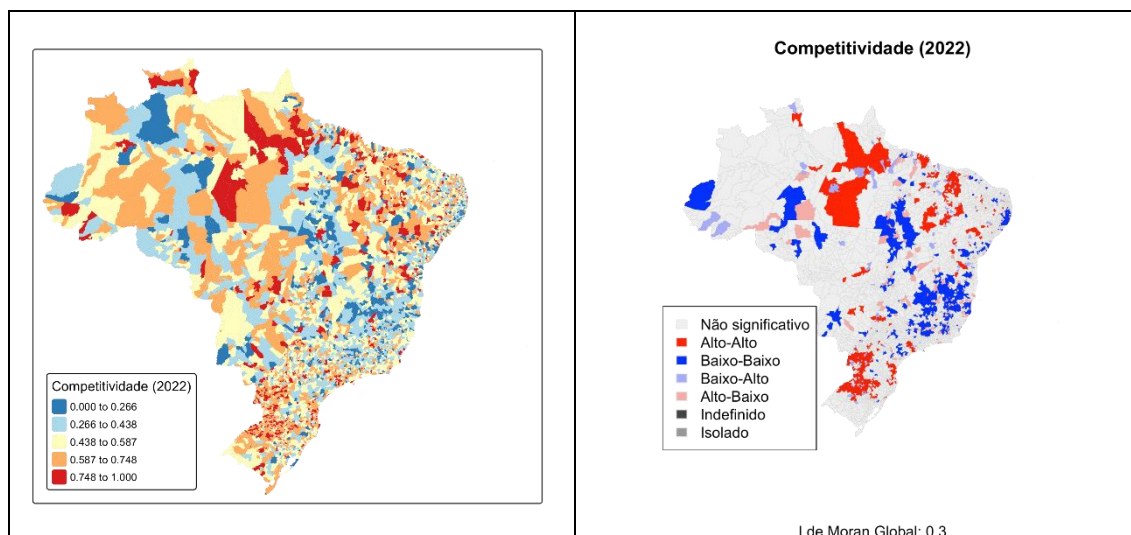 Competitividade (2022)
0.000 to 0.266
0.266 to 0.438
0.438 to 0.587
0.587 to 0.748
0.748 to 1.000
Competitividade (2022)
Não significativo
Alto-Alto
Baixo-Baixo
Baixo-Alto
Alto-Baixo
Indefinido
Isolado
I de Moran Global: 0.3